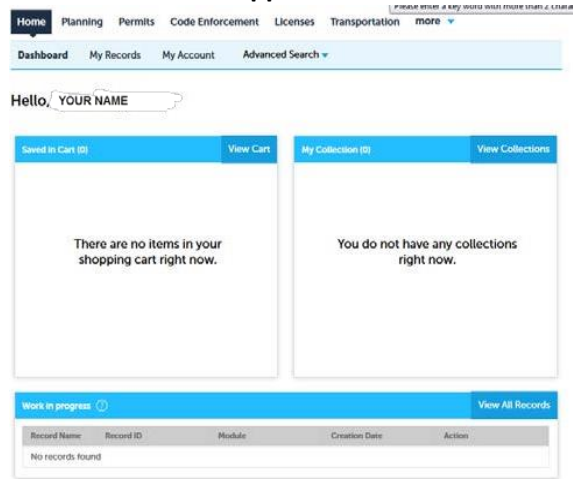 Please enter a key word with more than 2 chara
Home Planning Permits Code Enforcement Licenses Transportation more
Dashboard My Records My Account Advanced Search
Hello, YOUR NAME
Saved in Cart (0) View Cart My Collection (0) View Collections
There are no items in your You do not have any collections
shopping cart right now. right now.
Work in progress ? View All Records
Record Name Record ID Module Creation Date Action
No records found